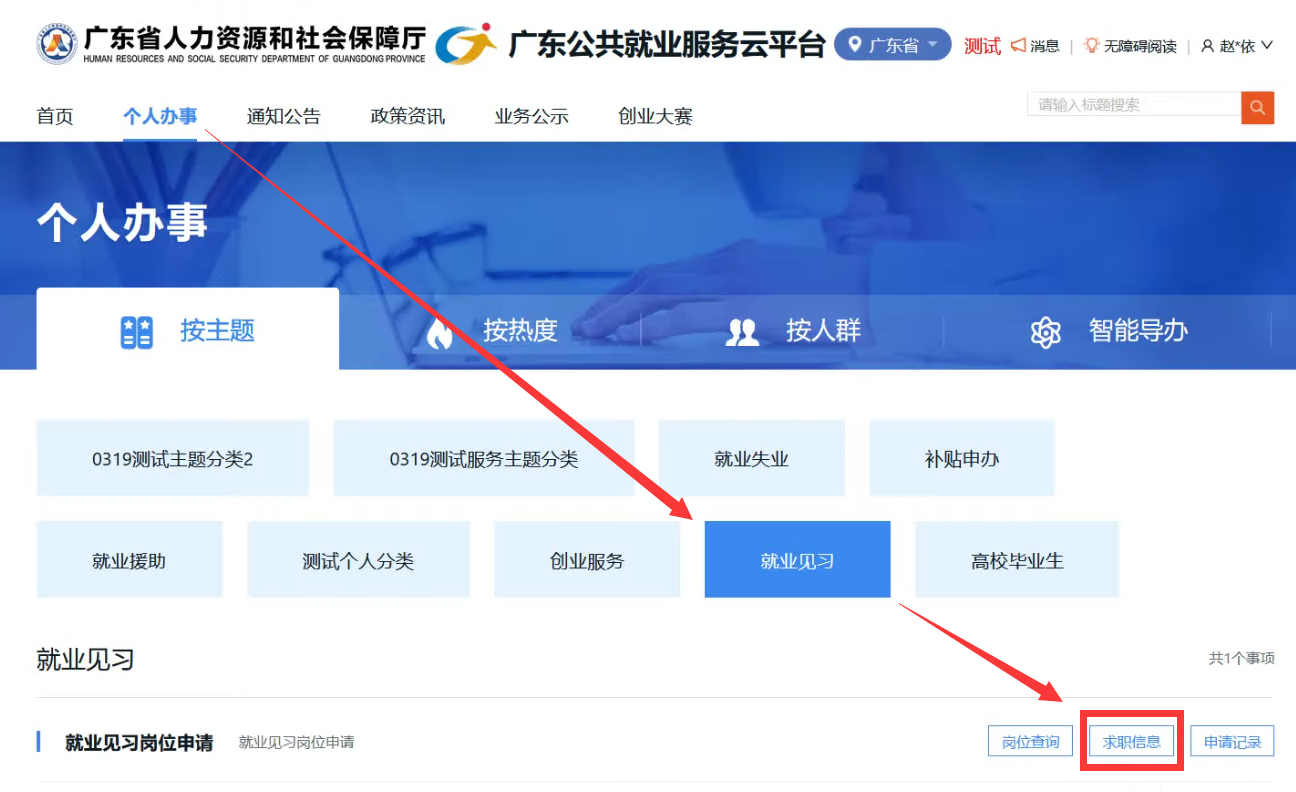 广东省人力资源和社会保障厅
HUMAN RESOURCES AND SOCIAL SECURITY DEPARTMENT OF GUANGDONG PROVINCE
广东公共就业服务云平台
广东省
测试 消息 | 无障碍阅读 | 赵*依
首页 个人办事 通知公告 政策资讯 业务公示 创业大赛
请输入标题搜索
个人办事
按主题 按热度 按人群 智能导办
0319测试主题分类2 0319测试服务主题分类 就业失业 补贴申办
就业援助 测试个人分类 创业服务 就业见习 高校毕业生
就业见习 共1个事项
就业见习岗位申请 就业见习岗位申请 岗位查询 求职信息 申请记录